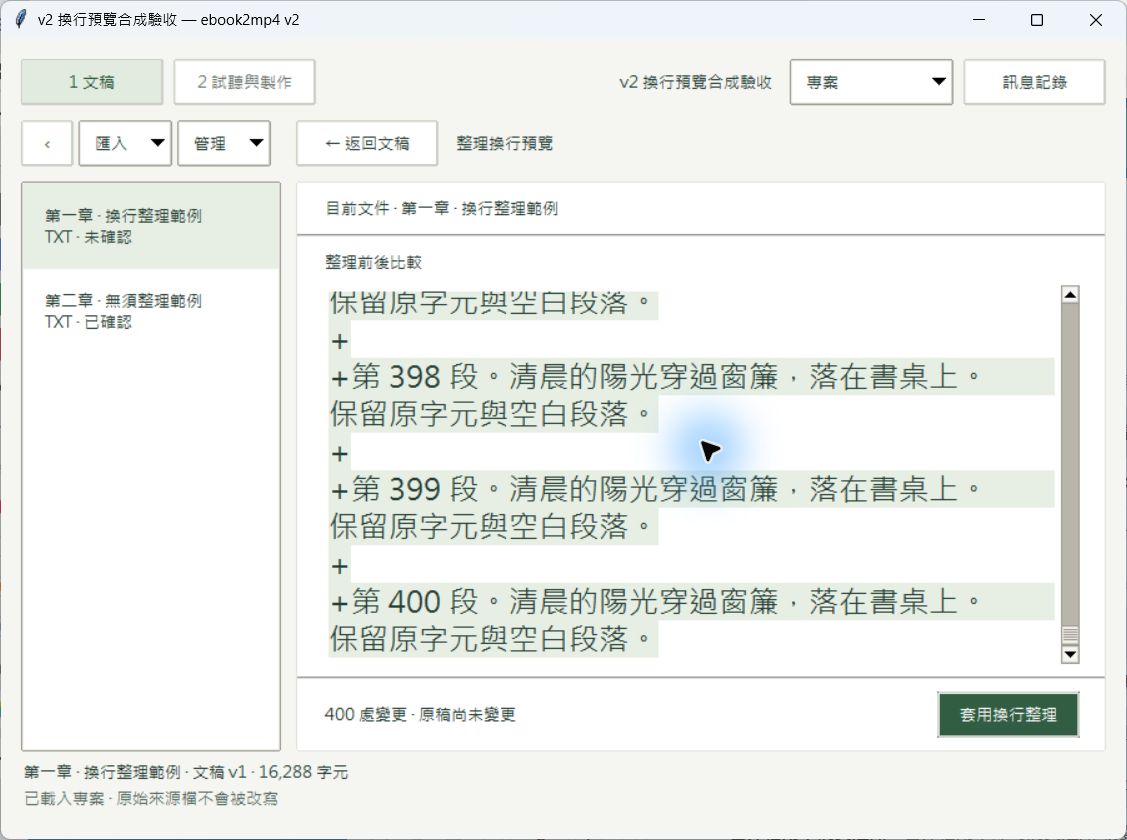 v2 換行預覽合成驗收 — ebook2mp4 v2
1 文稿
2 試聽與製作
v2 換行預覽合成驗收
專案
訊息記錄
‹
匯入
管理
← 返回文稿
整理換行預覽
第一章 · 換行整理範例
TXT · 未確認
第二章 · 無須整理範例
TXT · 已確認
目前文件 · 第一章 · 換行整理範例
整理前後比較
保留原字元與空白段落。
+
+第 398 段。清晨的陽光穿過窗簾，落在書桌上。
保留原字元與空白段落。
+
+第 399 段。清晨的陽光穿過窗簾，落在書桌上。
保留原字元與空白段落。
+
+第 400 段。清晨的陽光穿過窗簾，落在書桌上。
保留原字元與空白段落。
400 處變更 · 原稿尚未變更
套用換行整理
第一章 · 換行整理範例 · 文稿 v1 · 16,288 字元
已載入專案 · 原始來源檔不會被改寫